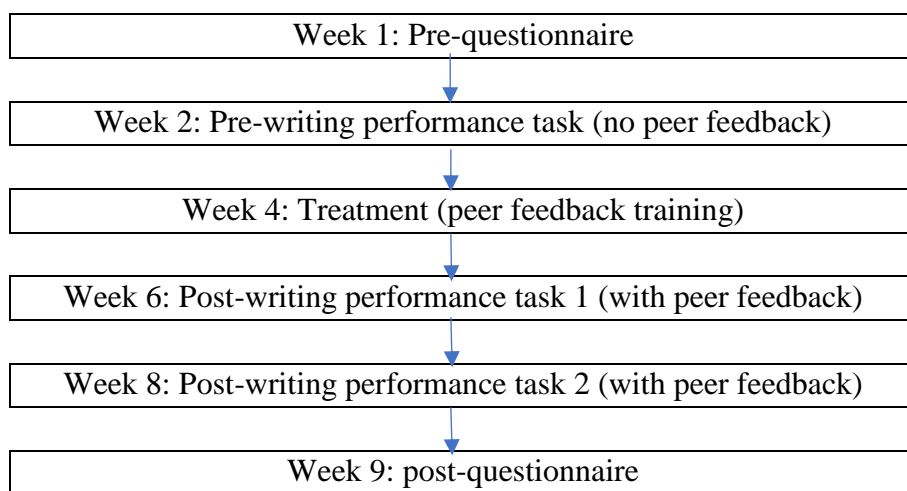 Week 1: Pre-questionnaire
Week 2: Pre-writing performance task (no peer feedback)
Week 4: Treatment (peer feedback training)
Week 6: Post-writing performance task 1 (with peer feedback)
Week 8: Post-writing performance task 2 (with peer feedback)
Week 9: post-questionnaire